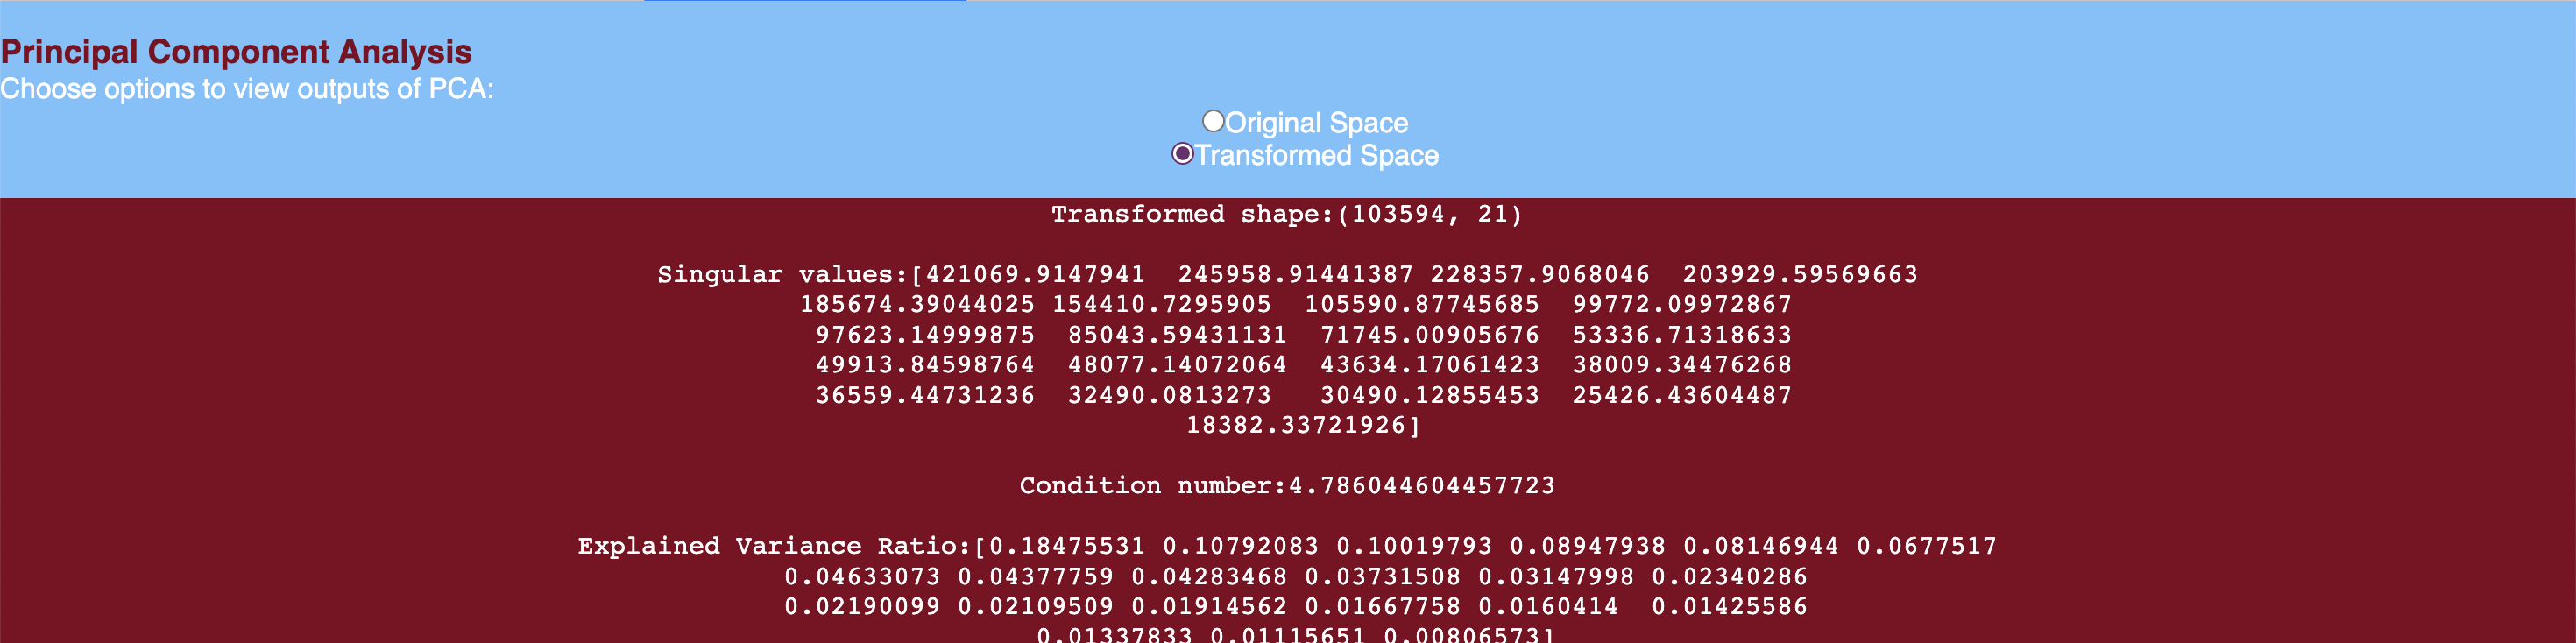 Principal Component Analysis
Choose options to view outputs of PCA:
Original Space
Transformed Space
Transformed shape:(103594, 21)
Singular values:[421069.9147941  245958.91441387 228357.9068046  203929.59569663
185674.39044025 154410.7295905  105590.87745685  99772.09972867
97623.14999875  85043.59431131  71745.00905676  53336.71318633
49913.84598764  48077.14072064  43634.17061423  38009.34476268
36559.44731236  32490.0813273   30490.12855453  25426.43604487
18382.33721926]
Condition number:4.786044604457723
Explained Variance Ratio:[0.18475531 0.10792083 0.10019793 0.08947938 0.08146944 0.0677517
0.04633073 0.04377759 0.04283468 0.03731508 0.03147998 0.02340286
0.02190099 0.02109509 0.01914562 0.01667758 0.0160414  0.01425586
0.01337833 0.01115651 0.00806573]